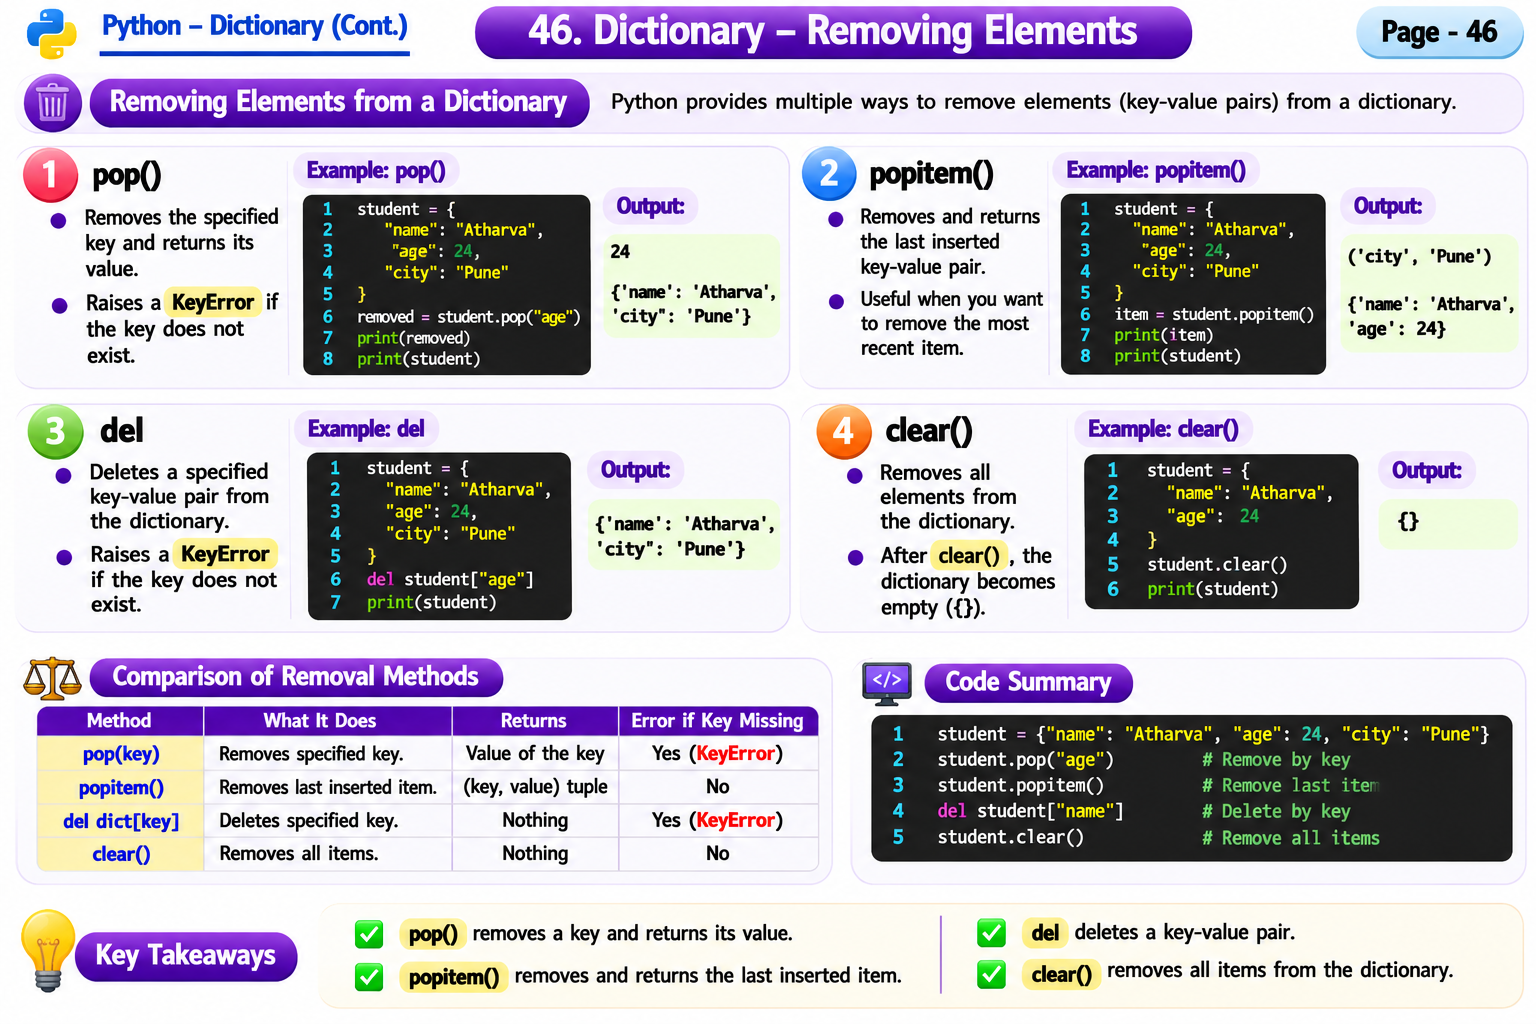 Python – Dictionary (Cont.)
46. Dictionary – Removing Elements
Page - 46
Removing Elements from a Dictionary
Python provides multiple ways to remove elements (key-value pairs) from a dictionary.
1
pop()
Removes the specified
key and returns its
value.
Raises a KeyError if
the key does not
exist.
Example: pop()
1 student = {
2 "name": "Atharva",
3 "age": 24,
4 "city": "Pune"
5 }
6 removed = student.pop("age")
7 print(removed)
8 print(student)
Output:
24
{'name': 'Atharva',
'city": 'Pune'}
2
popitem()
Removes and returns
the last inserted
key-value pair.
Useful when you want
to remove the most
recent item.
Example: popitem()
1 student = {
2 "name": "Atharva",
3 "age": 24,
4 "city": "Pune"
5 }
6 item = student.popitem()
7 print(item)
8 print(student)
Output:
('city', 'Pune')
{'name': 'Atharva',
'age': 24}
3
del
Deletes a specified
key-value pair from
the dictionary.
Raises a KeyError
if the key does not
exist.
Example: del
1 student = {
2 "name": "Atharva",
3 "age": 24,
4 "city": "Pune"
5 }
6 del student["age"]
7 print(student)
Output:
{'name': 'Atharva',
'city": 'Pune'}
4
clear()
Removes all
elements from
the dictionary.
After clear(), the
dictionary becomes
empty ({}).
Example: clear()
1 student = {
2 "name": "Atharva",
3 "age": 24
4 }
5 student.clear()
6 print(student)
Output:
{}
Comparison of Removal Methods
Method What It Does Returns Error if Key Missing
pop(key) Removes specified key. Value of the key Yes (KeyError)
popitem() Removes last inserted item. (key, value) tuple No
del dict[key] Deletes specified key. Nothing Yes (KeyError)
clear() Removes all items. Nothing No
</> Code Summary
1 student = {"name": "Atharva", "age": 24, "city": "Pune"}
2 student.pop("age") # Remove by key
3 student.popitem() # Remove last item
4 del student["name"] # Delete by key
5 student.clear() # Remove all items
Key Takeaways
pop() removes a key and returns its value.
popitem() removes and returns the last inserted item.
del deletes a key-value pair.
clear() removes all items from the dictionary.